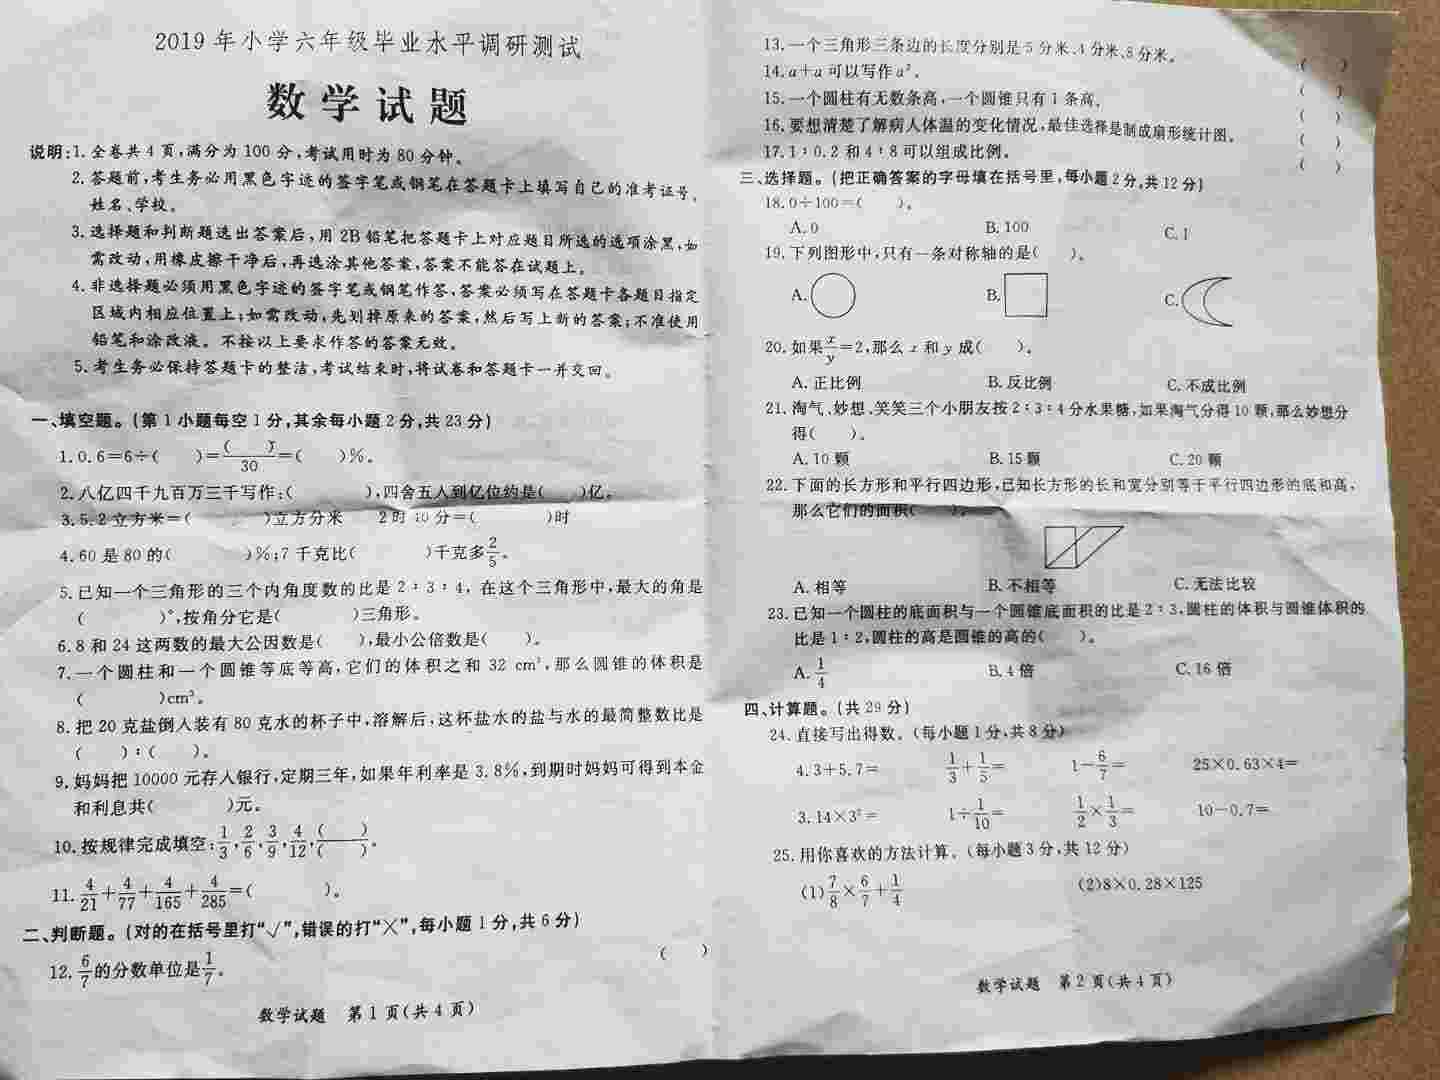 2019年小学六年级毕业水平调研测试
数学试题
说明:1.全卷共4页,满分为100分,考试用时为80分钟。
2.答题前,考生务必用黑色字迹的签字笔或钢笔在答题卡上填写自己的准考证号、
姓名、学校。
3.选择题和判断题选出答案后,用2B铅笔把答题卡上对应题目所选的选项涂黑,如
需改动,用橡皮擦干净后,再选涂其他答案,答案不能答在试题上。
4.非选择题必须用黑色字迹的签字笔或钢笔作答,答案必须写在答题卡各题目指定
区域内相应位置上;如需改动,先划掉原来的答案,然后写上新的答案;不准使用
铅笔和涂改液。不按以上要求作答的答案无效。
5.考生务必保持答题卡的整洁,考试结束时,将试卷和答题卡一并交回。
一、填空题。(第1小题每空1分,其余每小题2分,共23分)
1. 0.6=6÷( )=( )/30=( )%。
2.八亿四千九百万三千写作:( ),四舍五入到亿位约是( )亿。
3. 5.2立方米=( )立方分米 2时40分=( )时
4. 60是80的( )%;7千克比( )千克多2/5。
5.已知一个三角形的三个内角度数的比是2∶3∶4,在这个三角形中,最大的角是
( )°,按角分它是( )三角形。
6. 8和24这两数的最大公因数是( ),最小公倍数是( )。
7.一个圆柱和一个圆锥等底等高,它们的体积之和32 cm³,那么圆锥的体积是
( )cm³。
8.把20克盐倒入装有80克水的杯子中,溶解后,这杯盐水的盐与水的最简整数比是
( )∶( )。
9.妈妈把10000元存入银行,定期三年,如果年利率是3.8%,到期时妈妈可得到本金
和利息共( )元。
10.按规律完成填空:1/3,2/6,3/9,4/12,( )/( )。
11. 4/21+4/77+4/165+4/285=( )。
二、判断题。(对的在括号里打“√”,错误的打“×”,每小题1分,共6分)
12. 6/7的分数单位是1/7。 ( )
数学试题 第1页(共4页)
13.一个三角形三条边的长度分别是5分米、4分米、8分米。 ( )
14. a+a可以写作a²。 ( )
15.一个圆柱有无数条高,一个圆锥只有1条高。 ( )
16.要想清楚了解病人体温的变化情况,最佳选择是制成扇形统计图。 ( )
17. 1∶0.2和4∶8可以组成比例。 ( )
三、选择题。(把正确答案的字母填在括号里,每小题2分,共12分)
18. 0÷100=( )。
A. 0 B. 100 C. 1
19.下列图形中,只有一条对称轴的是( )。
A. B. C.
20.如果x/y=2,那么x和y成( )。
A.正比例 B.反比例 C.不成比例
21.淘气、妙想、笑笑三个小朋友按2∶3∶4分水果糖,如果淘气分得10颗,那么妙想分
得( )。
A. 10颗 B. 15颗 C. 20颗
22.下面的长方形和平行四边形,已知长方形的长和宽分别等于平行四边形的底和高,
那么它们的面积( )。
A.相等 B.不相等 C.无法比较
23.已知一个圆柱的底面积与一个圆锥底面积的比是2∶3,圆柱的体积与圆锥体积的
比是1∶2,圆柱的高是圆锥的高的( )。
A. 1/4 B. 4倍 C. 16倍
四、计算题。(共29分)
24.直接写出得数。(每小题1分,共8分)
4.3+5.7= 1/3+1/5= 1−6/7= 25×0.63×4=
3.14×3²= 1÷1/10= 1/2×1/3= 10−0.7=
25.用你喜欢的方法计算。(每小题3分,共12分)
(1)7/8×6/7+1/4 (2)8×0.28×125
数学试题 第2页(共4页)